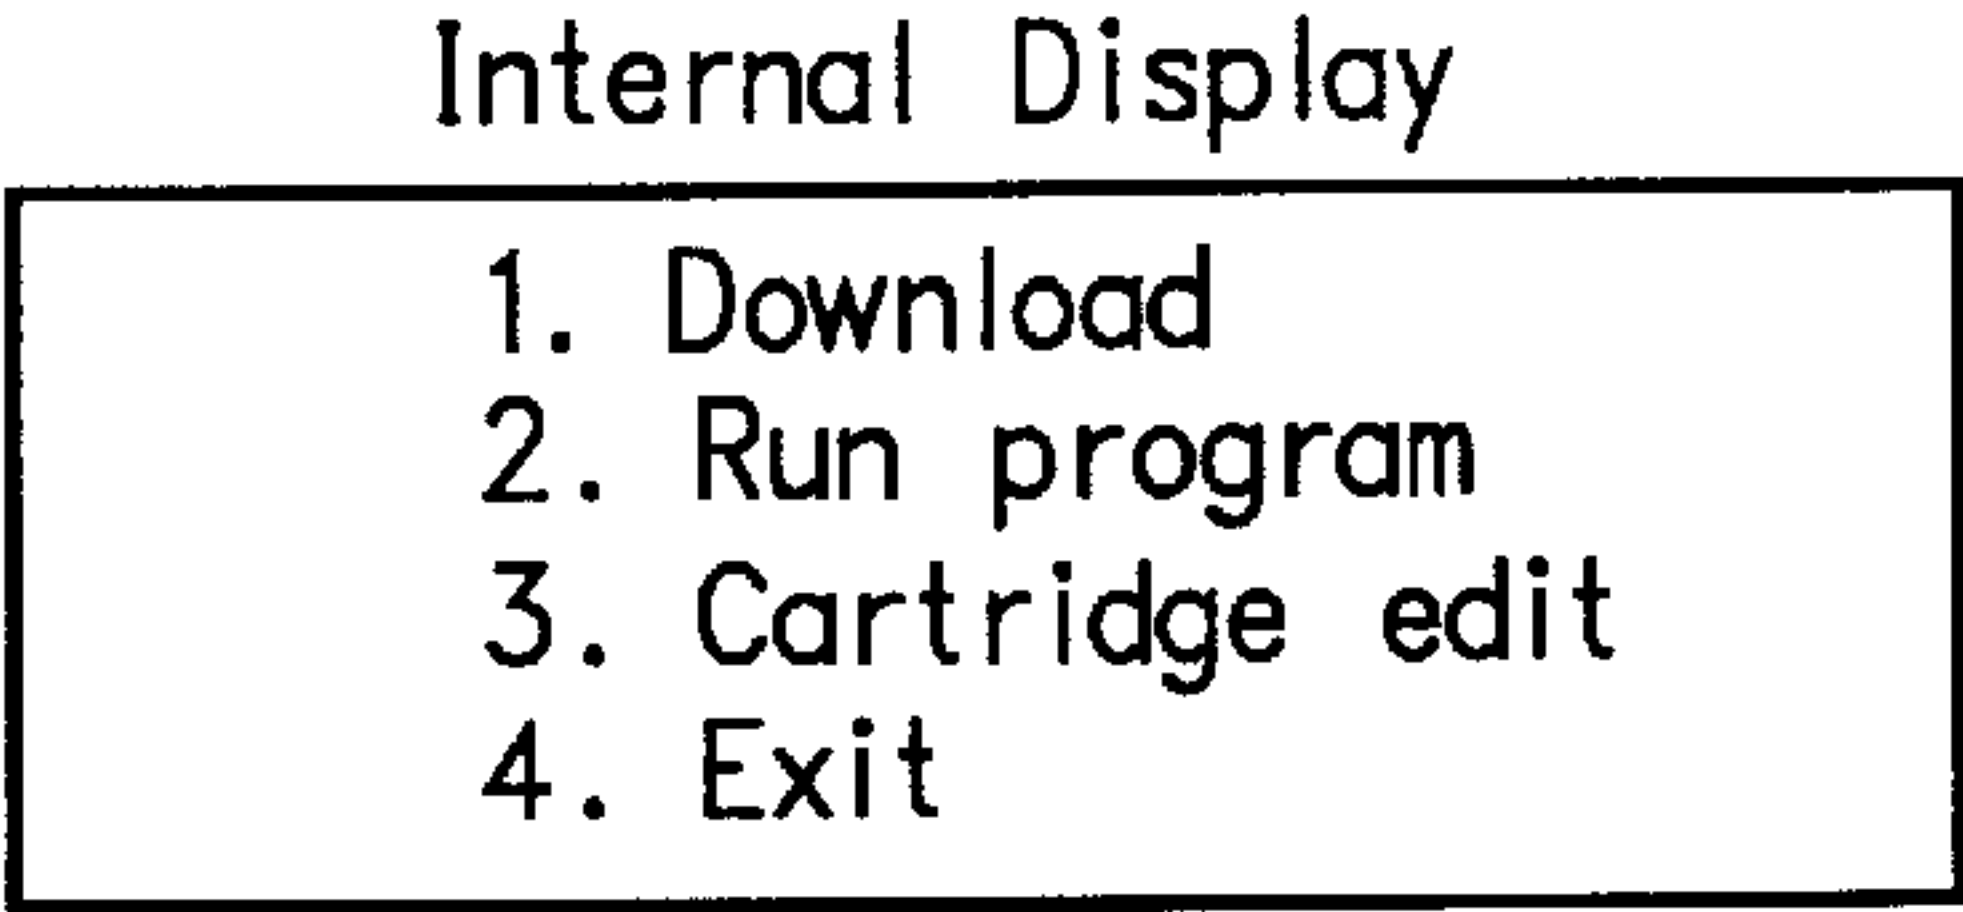 Internal Display
1. Download
2. Run program
3. Cartridge edit
4. Exit